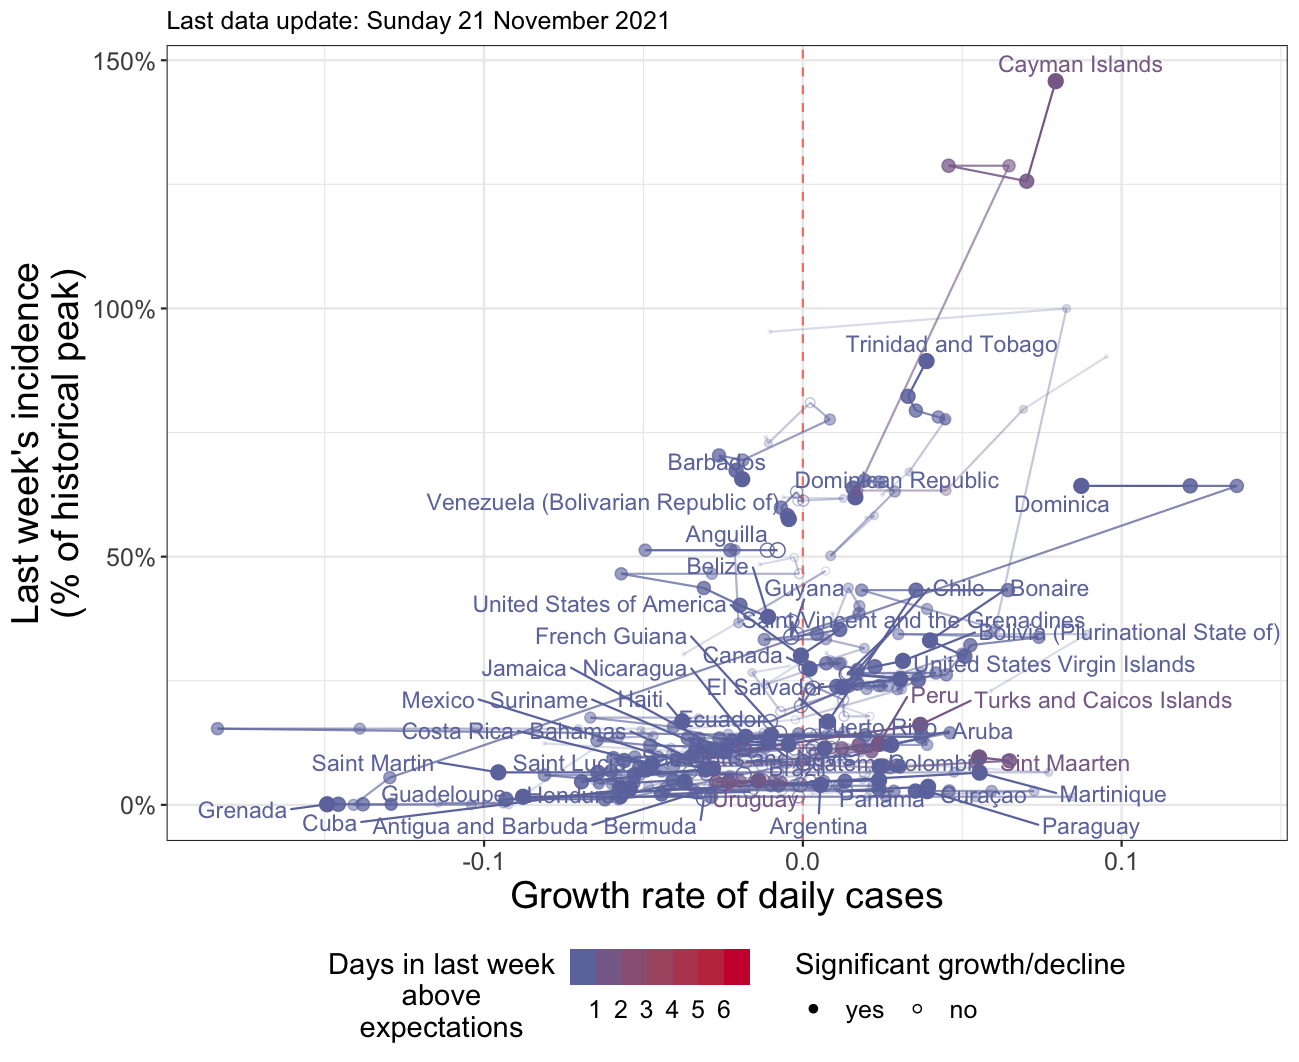 Last data update: Sunday 21 November 2021
150%
100%
50%
0%
Last week's incidence
(% of historical peak)
Cayman Islands
Trinidad and Tobago
Barbados
Dominican Republic
Venezuela (Bolivarian Republic of)
Dominica
Anguilla
Belize
Guyana
Chile
Bonaire
United States of America
Saint Vincent and the Grenadines
French Guiana
Bolivia (Plurinational State of)
Canada
Jamaica
Nicaragua
United States Virgin Islands
El Salvador
Mexico
Suriname
Haiti
Peru
Turks and Caicos Islands
Ecuador
Puerto Rico
Costa Rica
Bahamas
Aruba
Saint Martin
Saint Lucia
Colombia
Sint Maarten
Brazil
Guadeloupe
Honduras
Uruguay
Panama
Curaçao
Martinique
Grenada
Cuba
Antigua and Barbuda
Bermuda
Argentina
Paraguay
-0.1
0.0
0.1
Growth rate of daily cases
Days in last week
above
expectations
1 2 3 4 5 6
Significant growth/decline
yes
no